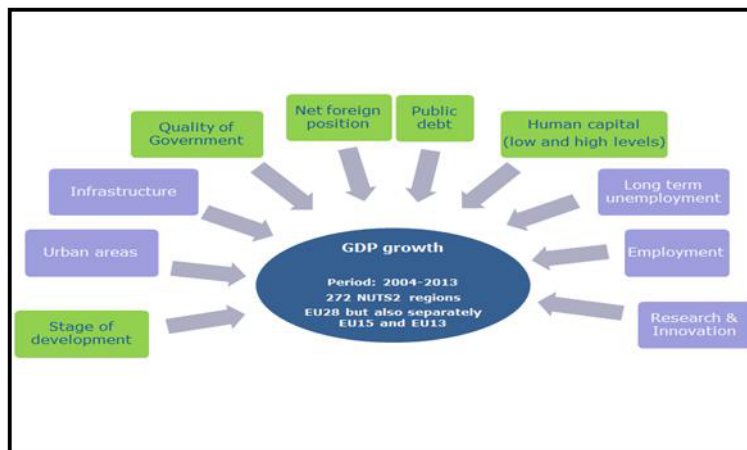 Net foreign
position
Public
debt
Quality of
Government
Human capital
(low and high levels)
Infrastructure
Long term
unemployment
Urban areas
Employment
Stage of
development
Research &
Innovation
GDP growth
Period: 2004-2013
272 NUTS2 regions
EU28 but also separately
EU15 and EU13